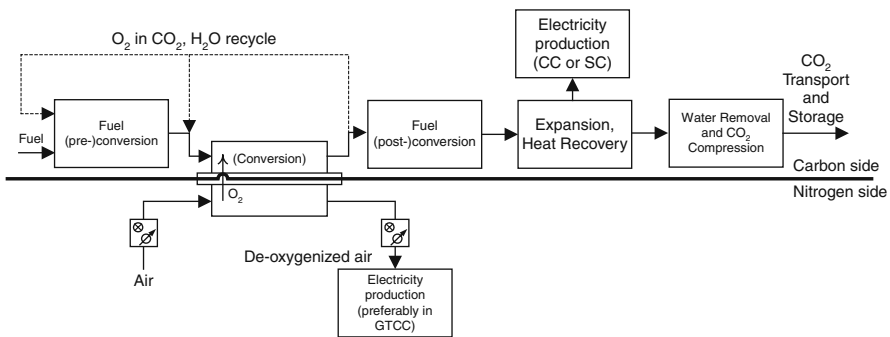 O2 in CO2, H2O recycle
Electricity
production
(CC or SC)
CO2
Transport
and
Storage
Fuel
Fuel
(pre-)conversion
(Conversion)
O2
Fuel
(post-)conversion
Expansion,
Heat Recovery
Water Removal
and CO2
Compression
Carbon side
Nitrogen side
Air
De-oxygenized air
Electricity
production
(preferably in
GTCC)